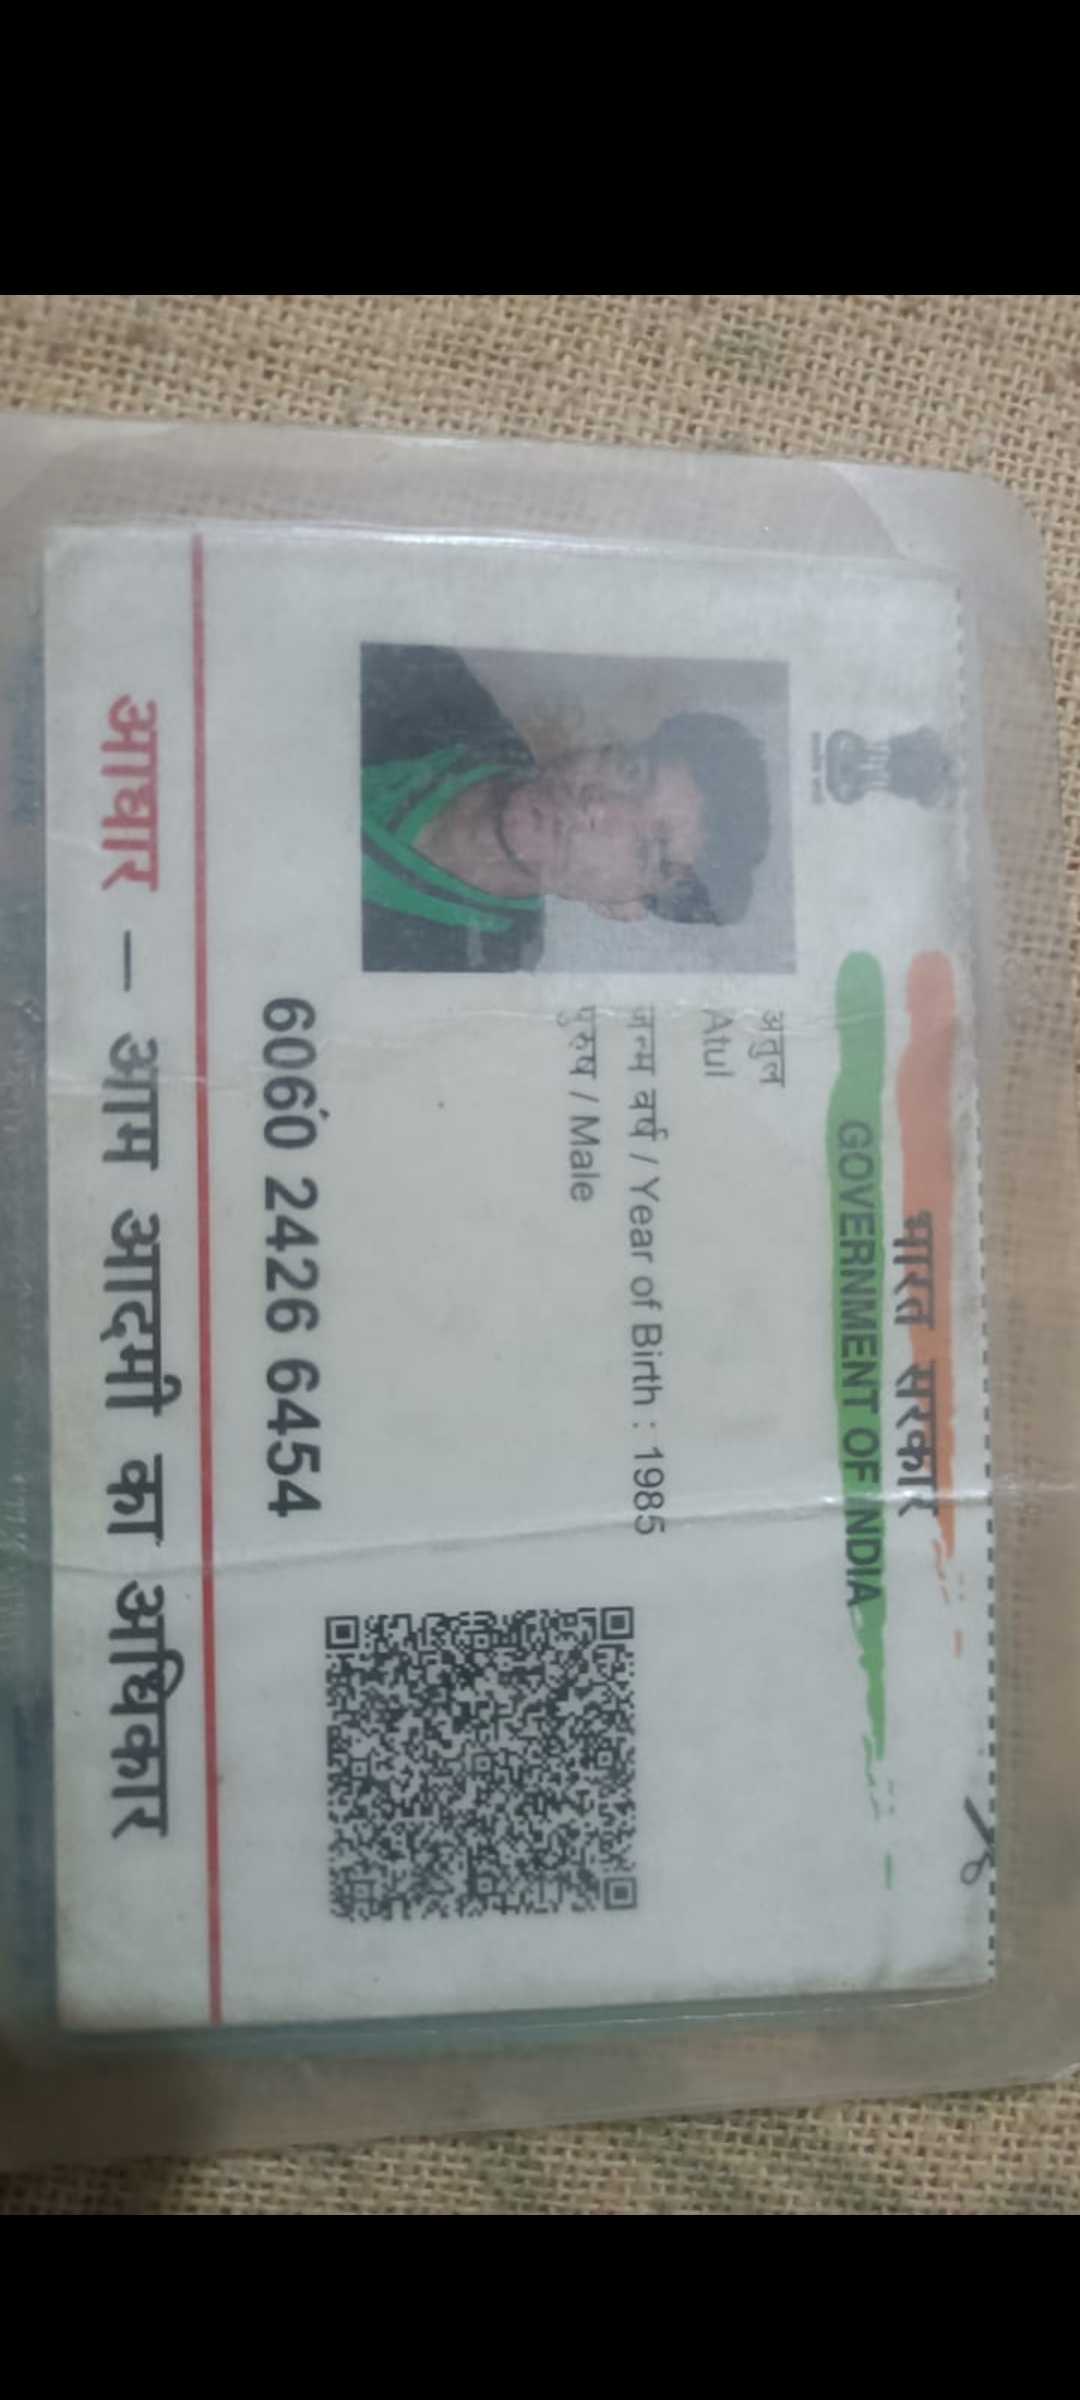 भारत सरकार
GOVERNMENT OF INDIA
अतुल
Atul
जन्म वर्ष / Year of Birth : 1985
पुरुष / Male
6060 2426 6454
आधार – आम आदमी का अधिकार